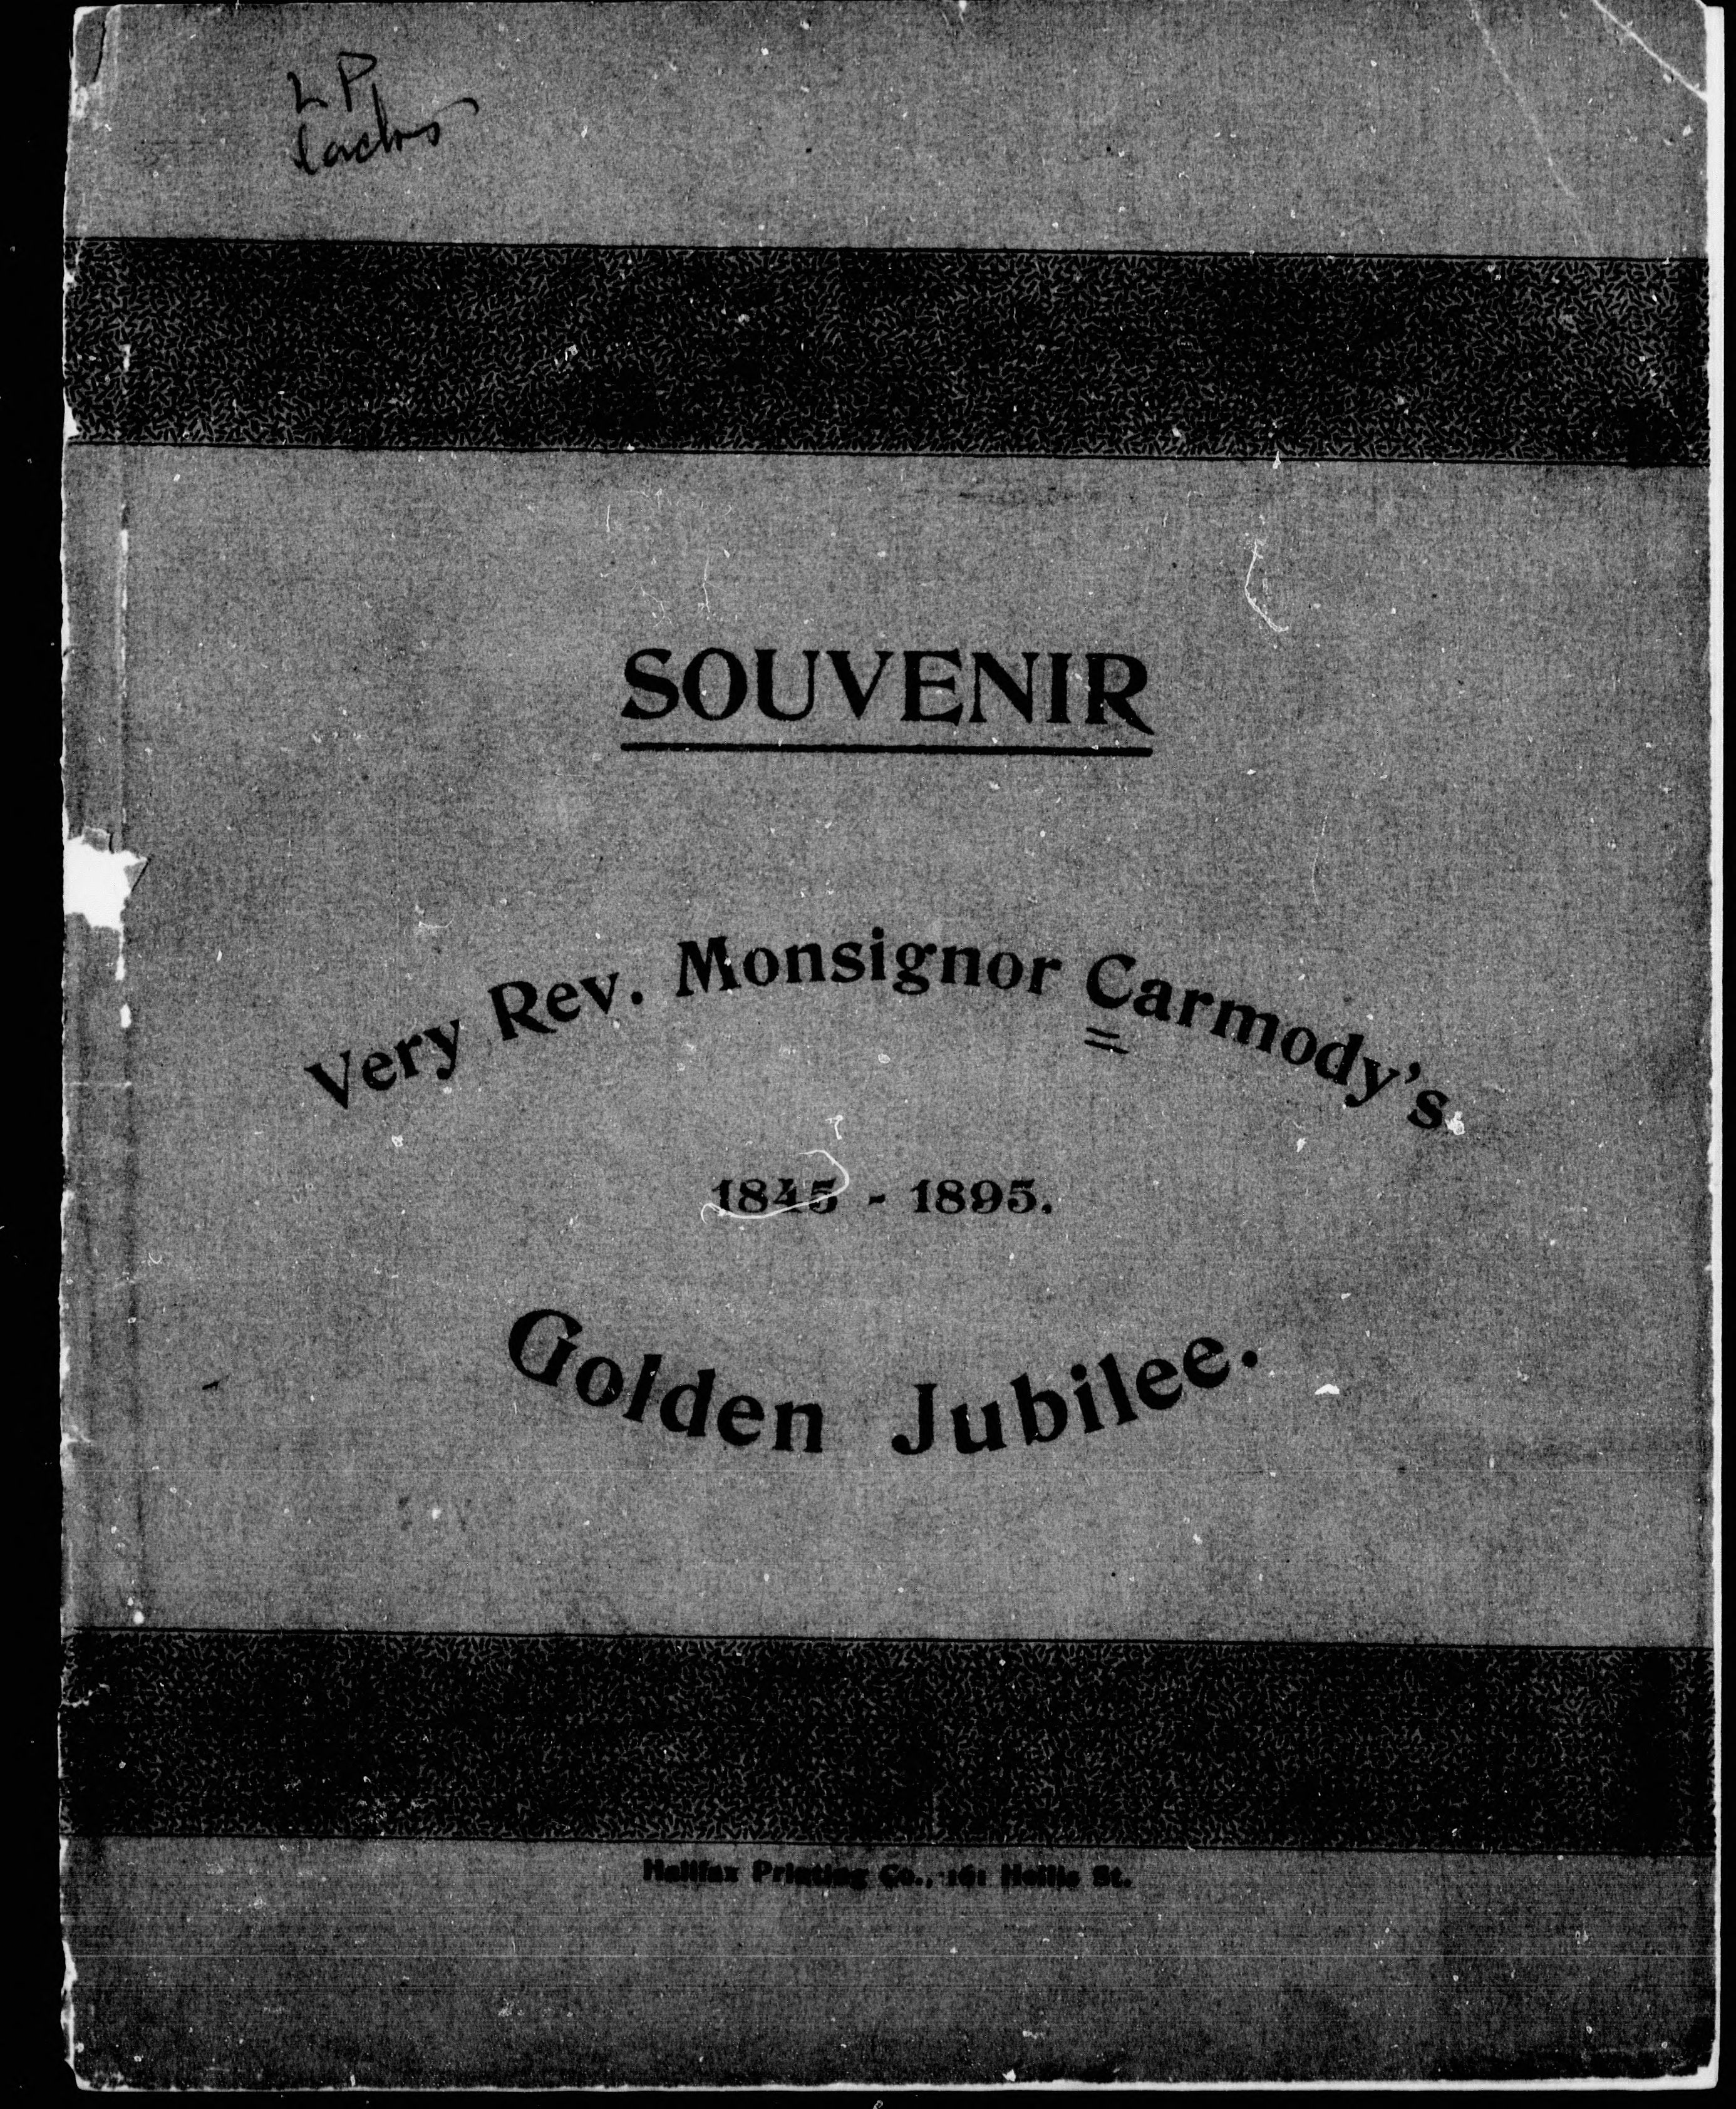 L P
SOUVENIR
Very Rev. Monsignor Carmody's
1845 - 1895.
Golden Jubilee.
Halifax Printing Co., 161 Hollis St.